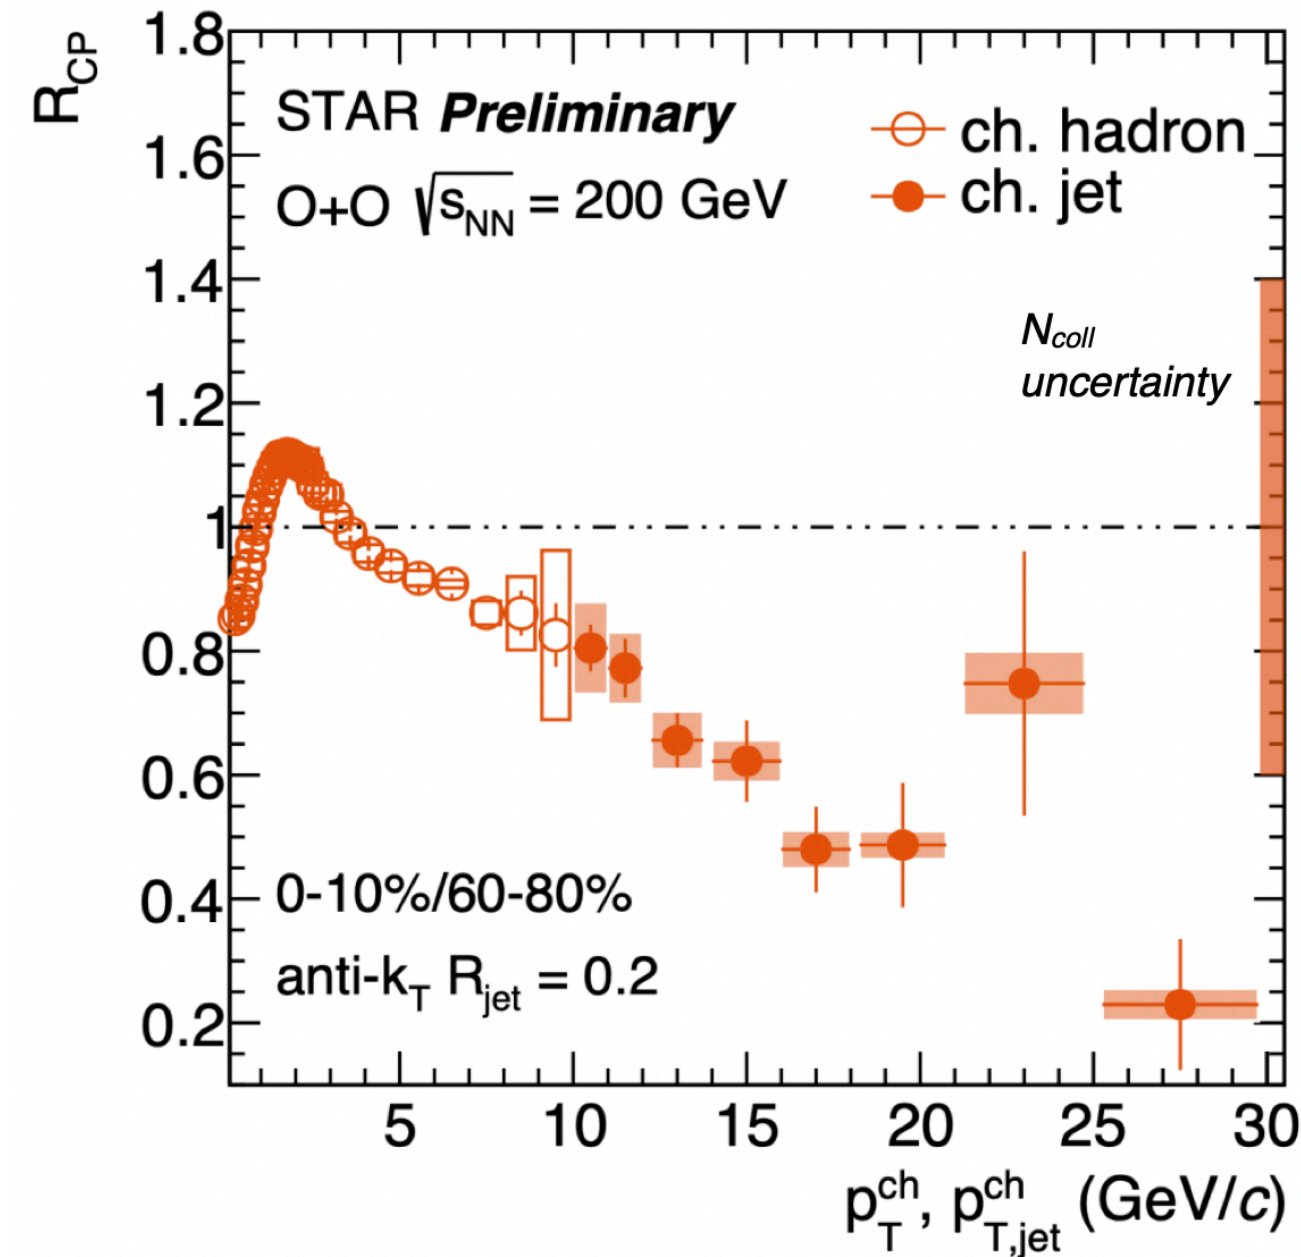 R_CP
1.8
1.6
1.4
1.2
1
0.8
0.6
0.4
0.2
STAR Preliminary
O+O √s_NN = 200 GeV
ch. hadron
ch. jet
N_coll
uncertainty
0-10%/60-80%
anti-k_T R_jet = 0.2
5 10 15 20 25 30
p_T^ch, p_T,jet^ch (GeV/c)